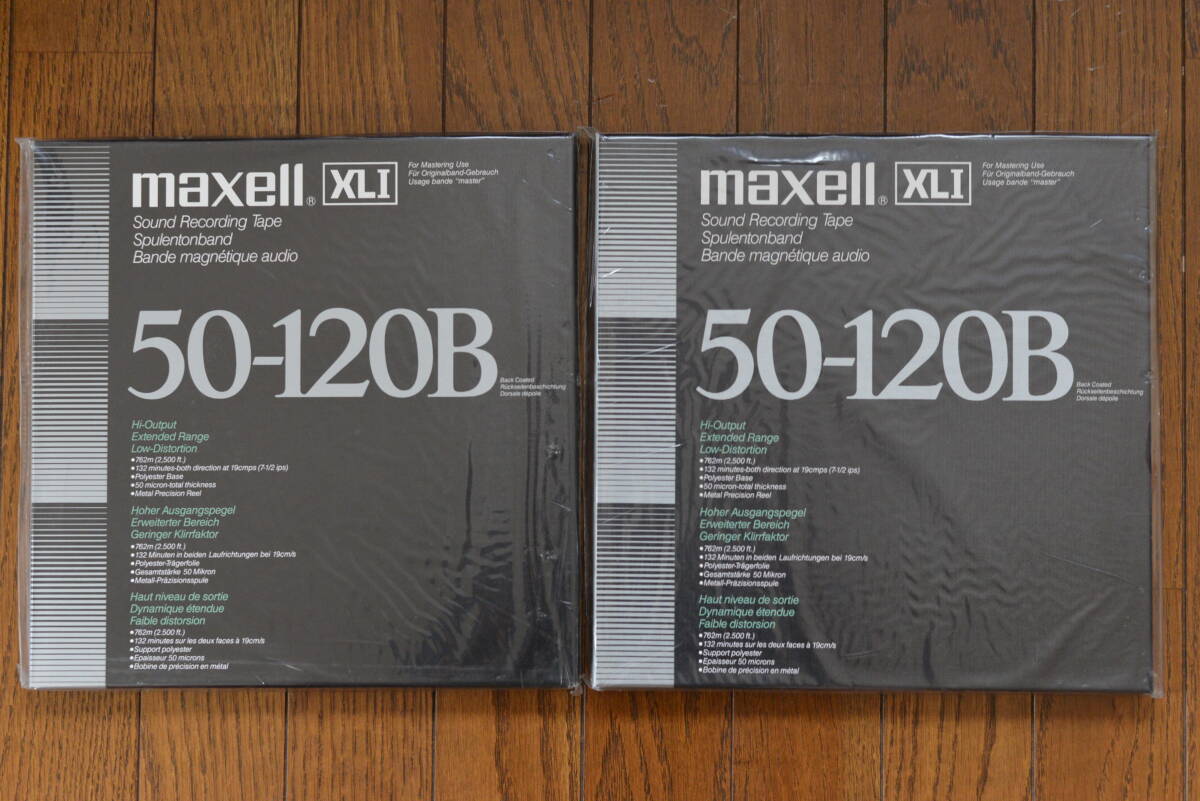 maxell® XLI
For Mastering Use
Für Originalband-Gebrauch
Usage bande "master"
Sound Recording Tape
Spulentonband
Bande magnétique audio
50-120B
Back Coated
Rückseitenbeschichtung
Dorsale dépolie
Hi-Output
Extended Range
Low-Distortion
•762m (2,500 ft.)
•132 minutes-both direction at 19cmps (7-1/2 ips)
•Polyester Base
•50 micron-total thickness
•Metal Precision Reel
Hoher Ausgangspegel
Erweiterter Bereich
Geringer Klirrfaktor
•762m (2.500 ft.)
•132 Minuten in beiden Laufrichtungen bei 19cm/s
•Polyester-Trägerfolie
•Gesamtstärke 50 Mikron
•Metall-Präzisionsspule
Haut niveau de sortie
Dynamique étendue
Faible distorsion
•762m (2.500 ft.)
•132 minutes sur les deux faces à 19cm/s
•Support polyester
•Epaisseur 50 microns
•Bobine de précision en métal
maxell® XLI
For Mastering Use
Für Originalband-Gebrauch
Usage bande "master"
Sound Recording Tape
Spulentonband
Bande magnétique audio
50-120B
Back Coated
Rückseitenbeschichtung
Dorsale dépolie
Hi-Output
Extended Range
Low-Distortion
•762m (2,500 ft.)
•132 minutes-both direction at 19cmps (7-1/2 ips)
•Polyester Base
•50 micron-total thickness
•Metal Precision Reel
Hoher Ausgangspegel
Erweiterter Bereich
Geringer Klirrfaktor
•762m (2.500 ft.)
•132 Minuten in beiden Laufrichtungen bei 19cm/s
•Polyester-Trägerfolie
•Gesamtstärke 50 Mikron
•Metall-Präzisionsspule
Haut niveau de sortie
Dynamique étendue
Faible distorsion
•762m (2.500 ft.)
•132 minutes sur les deux faces à 19cm/s
•Support polyester
•Epaisseur 50 microns
•Bobine de précision en métal